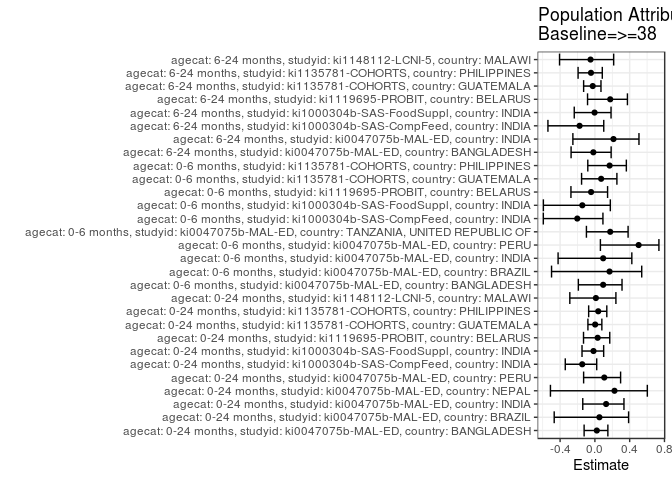 Population Attribu
Baseline=>=38
agecat: 6-24 months, studyid: ki1148112-LCNI-5, country: MALAWI
agecat: 6-24 months, studyid: ki1135781-COHORTS, country: PHILIPPINES
agecat: 6-24 months, studyid: ki1135781-COHORTS, country: GUATEMALA
agecat: 6-24 months, studyid: ki1119695-PROBIT, country: BELARUS
agecat: 6-24 months, studyid: ki1000304b-SAS-FoodSuppl, country: INDIA
agecat: 6-24 months, studyid: ki1000304b-SAS-CompFeed, country: INDIA
agecat: 6-24 months, studyid: ki0047075b-MAL-ED, country: INDIA
agecat: 6-24 months, studyid: ki0047075b-MAL-ED, country: BANGLADESH
agecat: 0-6 months, studyid: ki1135781-COHORTS, country: PHILIPPINES
agecat: 0-6 months, studyid: ki1135781-COHORTS, country: GUATEMALA
agecat: 0-6 months, studyid: ki1119695-PROBIT, country: BELARUS
agecat: 0-6 months, studyid: ki1000304b-SAS-FoodSuppl, country: INDIA
agecat: 0-6 months, studyid: ki1000304b-SAS-CompFeed, country: INDIA
agecat: 0-6 months, studyid: ki0047075b-MAL-ED, country: TANZANIA, UNITED REPUBLIC OF
agecat: 0-6 months, studyid: ki0047075b-MAL-ED, country: PERU
agecat: 0-6 months, studyid: ki0047075b-MAL-ED, country: INDIA
agecat: 0-6 months, studyid: ki0047075b-MAL-ED, country: BRAZIL
agecat: 0-6 months, studyid: ki0047075b-MAL-ED, country: BANGLADESH
agecat: 0-24 months, studyid: ki1148112-LCNI-5, country: MALAWI
agecat: 0-24 months, studyid: ki1135781-COHORTS, country: PHILIPPINES
agecat: 0-24 months, studyid: ki1135781-COHORTS, country: GUATEMALA
agecat: 0-24 months, studyid: ki1119695-PROBIT, country: BELARUS
agecat: 0-24 months, studyid: ki1000304b-SAS-FoodSuppl, country: INDIA
agecat: 0-24 months, studyid: ki1000304b-SAS-CompFeed, country: INDIA
agecat: 0-24 months, studyid: ki0047075b-MAL-ED, country: PERU
agecat: 0-24 months, studyid: ki0047075b-MAL-ED, country: NEPAL
agecat: 0-24 months, studyid: ki0047075b-MAL-ED, country: INDIA
agecat: 0-24 months, studyid: ki0047075b-MAL-ED, country: BRAZIL
agecat: 0-24 months, studyid: ki0047075b-MAL-ED, country: BANGLADESH
-0.4 0.0 0.4 0.8
Estimate